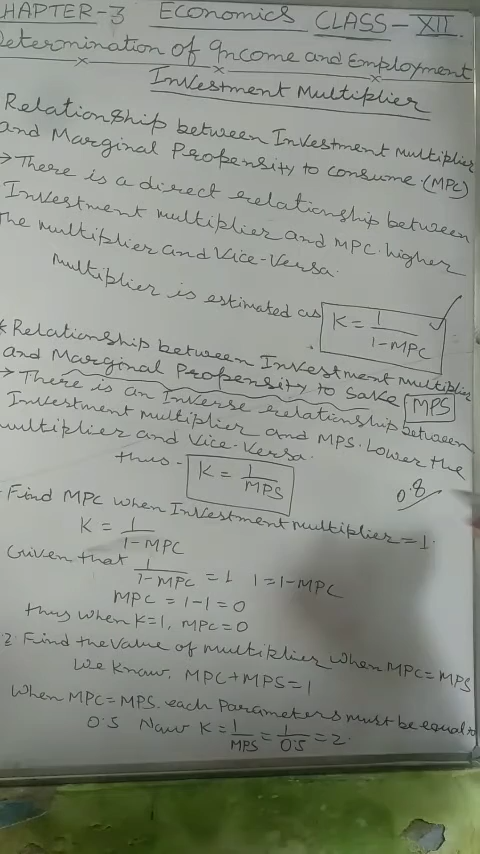 CHAPTER-3 Economics CLASS-XII.
Determination of Income and Employment
Investment Multiplier
Relationship between Investment multiplier
and Marginal Propensity to consume.(MPC)
→ There is a direct relationship between
Investment multiplier and MPC. higher
the multiplier and Vice-Versa.
multiplier is estimated as K = 1/1-MPC
* Relationship between Investment multiplier
and Marginal Propensity to Sake MPS
→ There is an Inverse relationship between
Investment multiplier and MPS. Lower the
multiplier and Vice-Versa.
thus - K = 1/MPS
0.8
Find MPC when Investment multiplier = 1.
K = 1/1-MPC
Given that 1/1-MPC = 1 1 = 1-MPC
MPC = 1-1 = 0
thus when K=1, MPC=0
2. Find the value of multiplier when MPC = MPS
We Know, MPC+MPS=1
When MPC=MPS. each Parameters must be equal to
0.5 Now K = 1/MPS = 1/0.5 = 2.